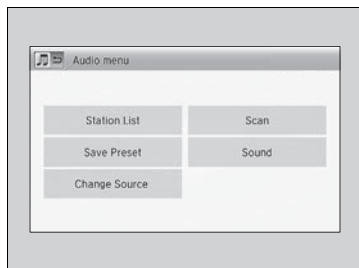 Audio menu
Station List
Scan
Save Preset
Sound
Change Source